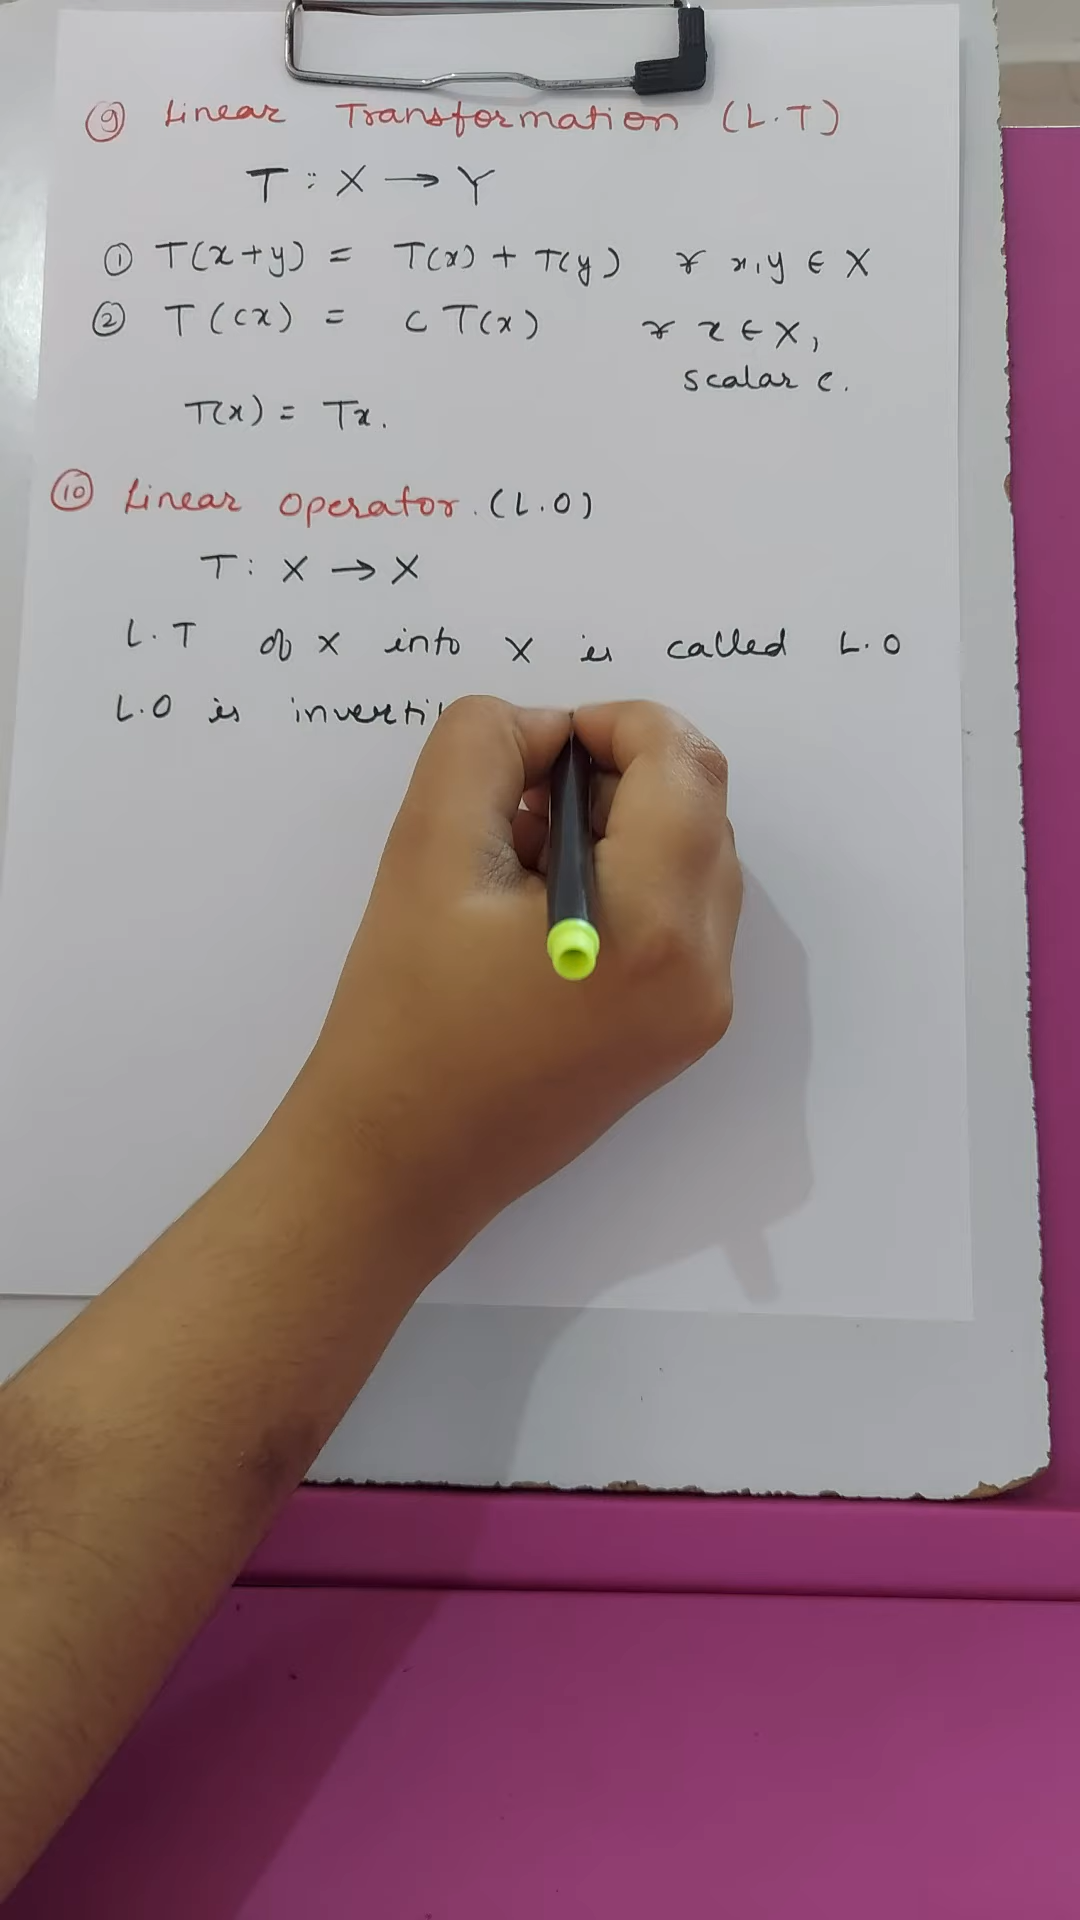 ⑨ Linear Transformation (L.T)
T : X → Y
① T(x+y) = T(x) + T(y) ∀ x,y ∈ X
② T(cx) = c T(x) ∀ x ∈ X,
scalar c.
T(x) = Tx.
⑩ Linear Operator. (L.O)
T: X → X
L.T of X into X is called L.O
L.O is